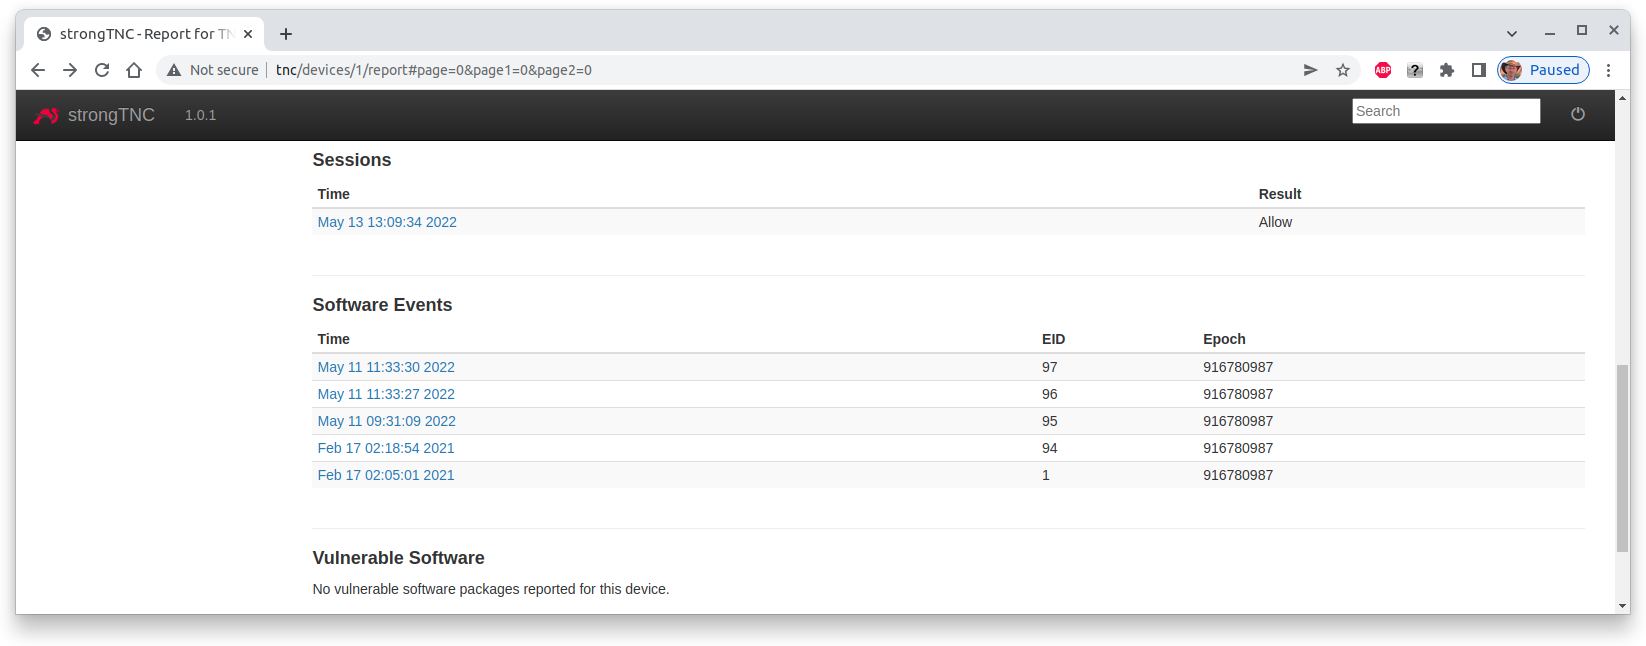 strongTNC - Report for TN
Not secure tnc/devices/1/report#page=0&page1=0&page2=0 ABP ? Paused
strongTNC 1.0.1 Search
Sessions
Time Result
May 13 13:09:34 2022 Allow
Software Events
Time EID Epoch
May 11 11:33:30 2022 97 916780987
May 11 11:33:27 2022 96 916780987
May 11 09:31:09 2022 95 916780987
Feb 17 02:18:54 2021 94 916780987
Feb 17 02:05:01 2021 1 916780987
Vulnerable Software
No vulnerable software packages reported for this device.